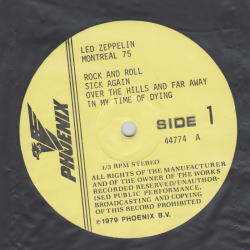 LED ZEPPELIN
MONTREAL 75
ROCK AND ROLL
SICK AGAIN
OVER THE HILLS AND FAR AWAY
IN MY TIME OF DYING
PHOENIX
SIDE 1
44774 A
1/3 RPM STEREO
ALL RIGHTS OF THE MANUFACTURER
AND OF THE OWNER OF THE WORKS
RECORDED RESERVED/UNAUTHOR-
ISED PUBLIC PERFORMANCE,
BROADCASTING AND COPYING
OF THIS RECORD PROHIBITED
©1979 PHOENIX B.V.